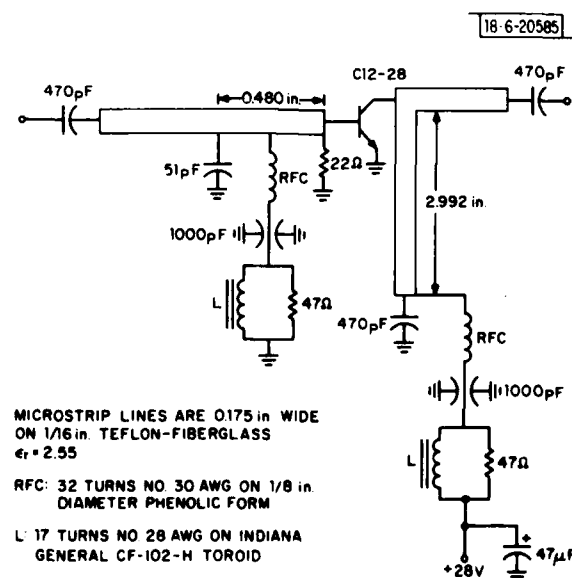 18-6-20585
C12-28
470pF
470pF
0.480 in.
51pF
RFC
22Ω
2.992 in.
1000pF
L
47Ω
470pF
RFC
1000pF
L
47Ω
+
47μF
+28V
MICROSTRIP LINES ARE 0.175 in WIDE
ON 1/16 in. TEFLON-FIBERGLASS
εr = 2.55
RFC: 32 TURNS NO. 30 AWG ON 1/8 in.
DIAMETER PHENOLIC FORM
L: 17 TURNS NO. 28 AWG ON INDIANA
GENERAL CF-102-H TOROID